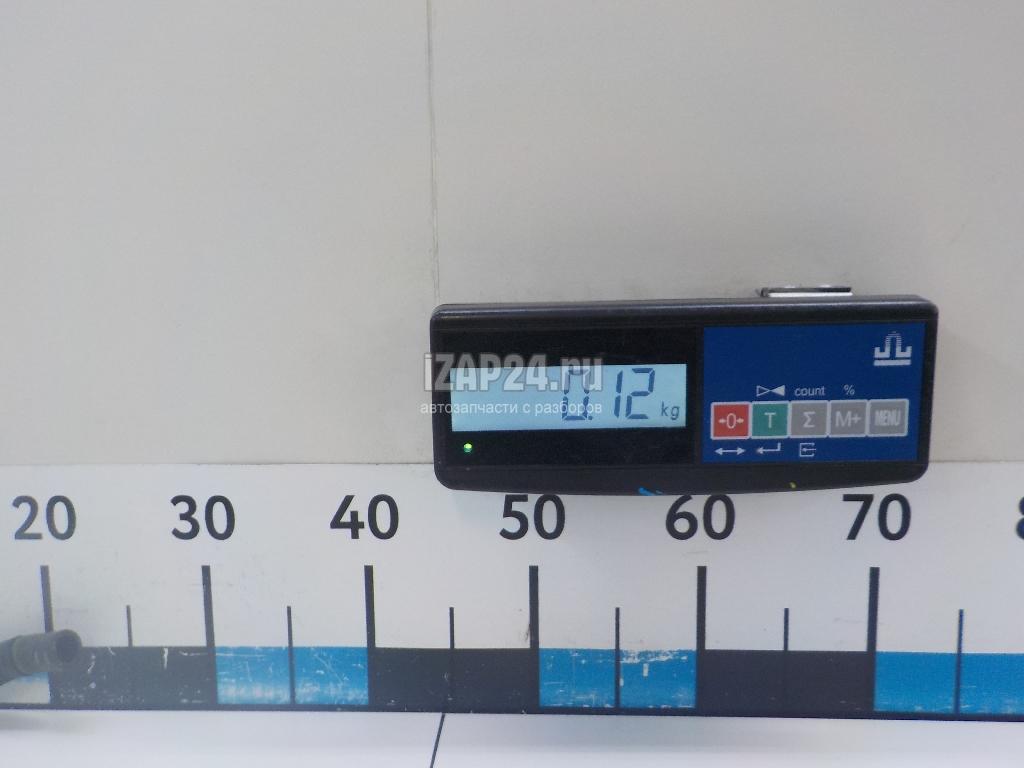 iZAP24.ru
автозапчасти с разборов
0.12 kg
count %
→0← T Σ M+ MENU
20 30 40 50 60 70